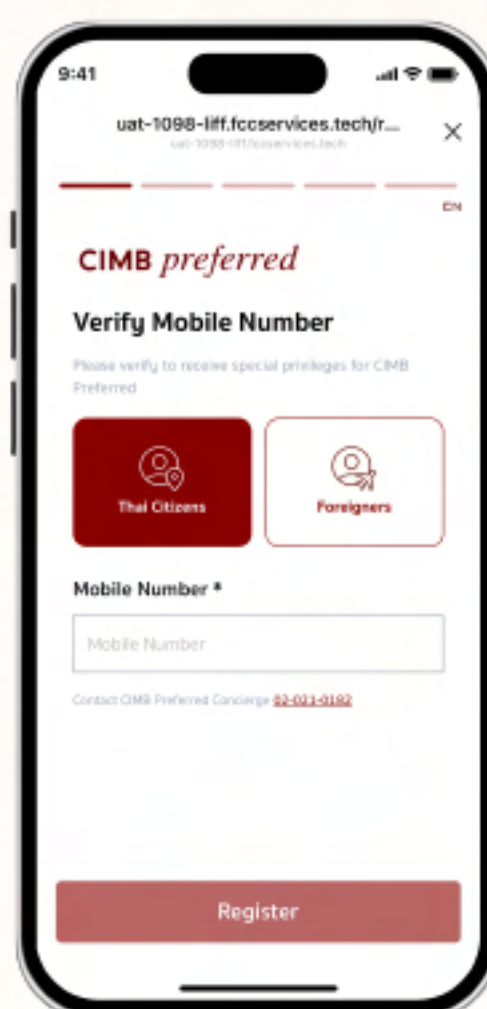 9:41
uat-1098-liff.fccservices.tech/r...
uat-1098-liff.fccservices.tech
EN
CIMB preferred
Verify Mobile Number
Please verify to receive special privileges for CIMB
Preferred
Thai Citizens
Foreigners
Mobile Number *
Mobile Number
Contact CIMB Preferred Concierge 02-021-0182
Register